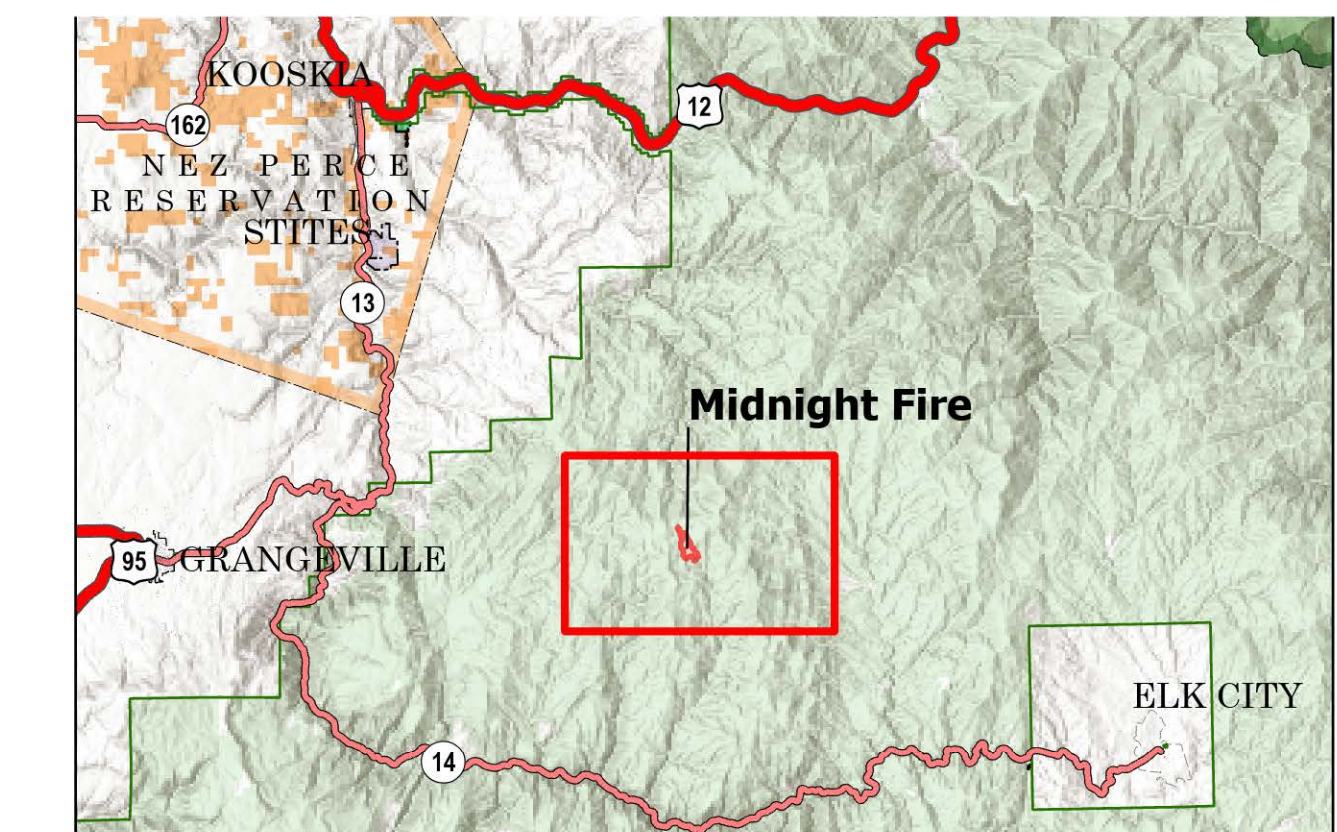 KOOSKIA
12
162
NEZ PERCE
RESERVATION
STITES
13
Midnight Fire
95
GRANGEVILLE
ELK CITY
14